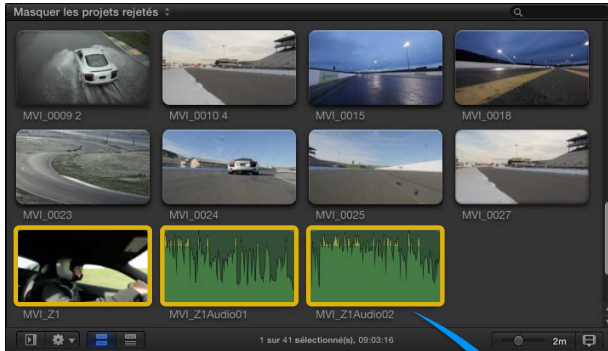 Masquer les projets rejetés
MVI_0009 2 MVI_0010 4 MVI_0015 MVI_0018
MVI_0023 MVI_0024 MVI_0025 MVI_0027
MVI_Z1 MVI_Z1Audio01 MVI_Z1Audio02
1 sur 41 sélectionné(s), 09:03:16 2m